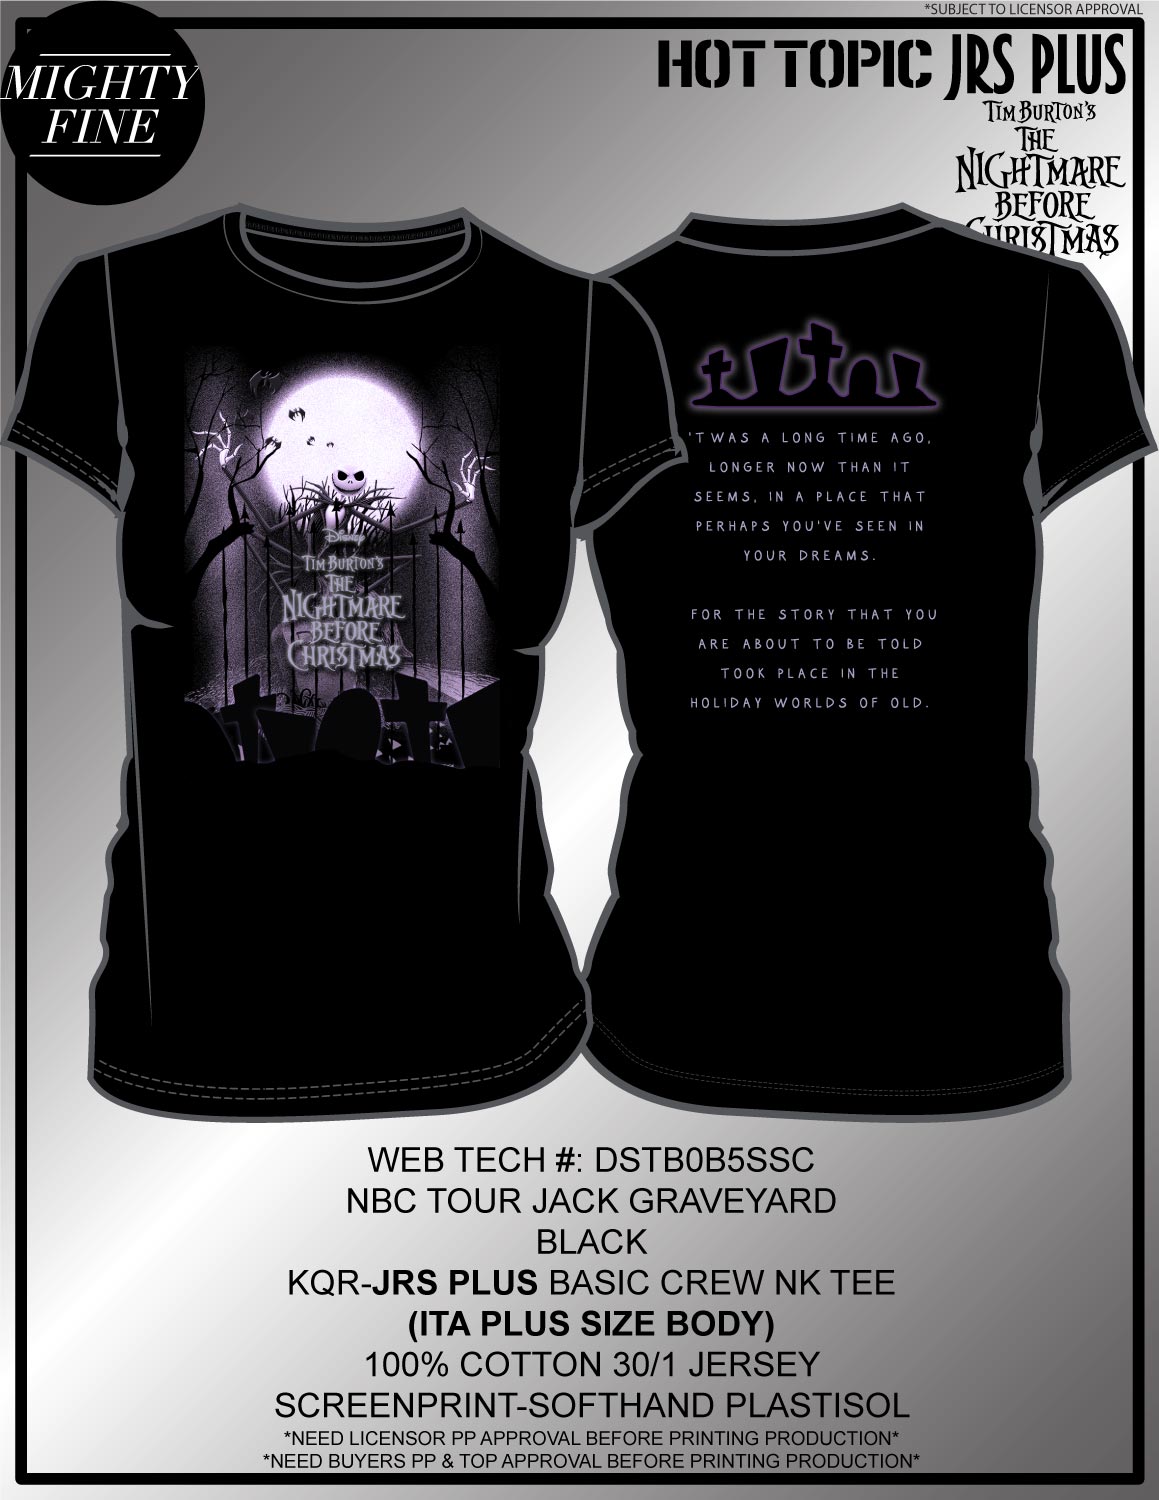 *SUBJECT TO LICENSOR APPROVAL
MIGHTY
FINE
HOT TOPIC JRS PLUS
TIM BURTON'S
THE
NIGHTMARE
BEFORE
CHRISTMAS
DISNEY
TIM BURTON'S
THE
NIGHTMARE
BEFORE
CHRISTMAS
'TWAS A LONG TIME AGO,
LONGER NOW THAN IT
SEEMS, IN A PLACE THAT
PERHAPS YOU'VE SEEN IN
YOUR DREAMS.
FOR THE STORY THAT YOU
ARE ABOUT TO BE TOLD
TOOK PLACE IN THE
HOLIDAY WORLDS OF OLD.
WEB TECH #: DSTB0B5SSC
NBC TOUR JACK GRAVEYARD
BLACK
KQR-JRS PLUS BASIC CREW NK TEE
(ITA PLUS SIZE BODY)
100% COTTON 30/1 JERSEY
SCREENPRINT-SOFTHAND PLASTISOL
*NEED LICENSOR PP APPROVAL BEFORE PRINTING PRODUCTION*
*NEED BUYERS PP & TOP APPROVAL BEFORE PRINTING PRODUCTION*